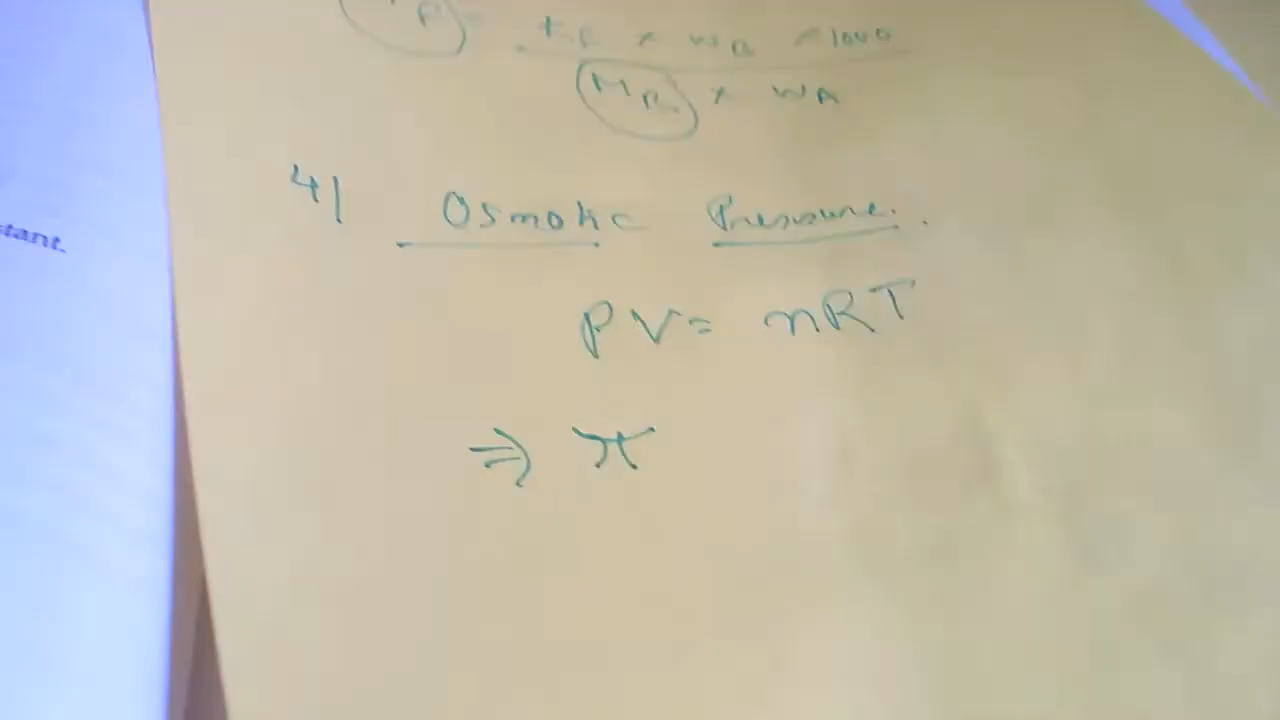 × WB × 1000
MB × WA
4) Osmotic Pressure.
stant.
PV = nRT
⇒ π